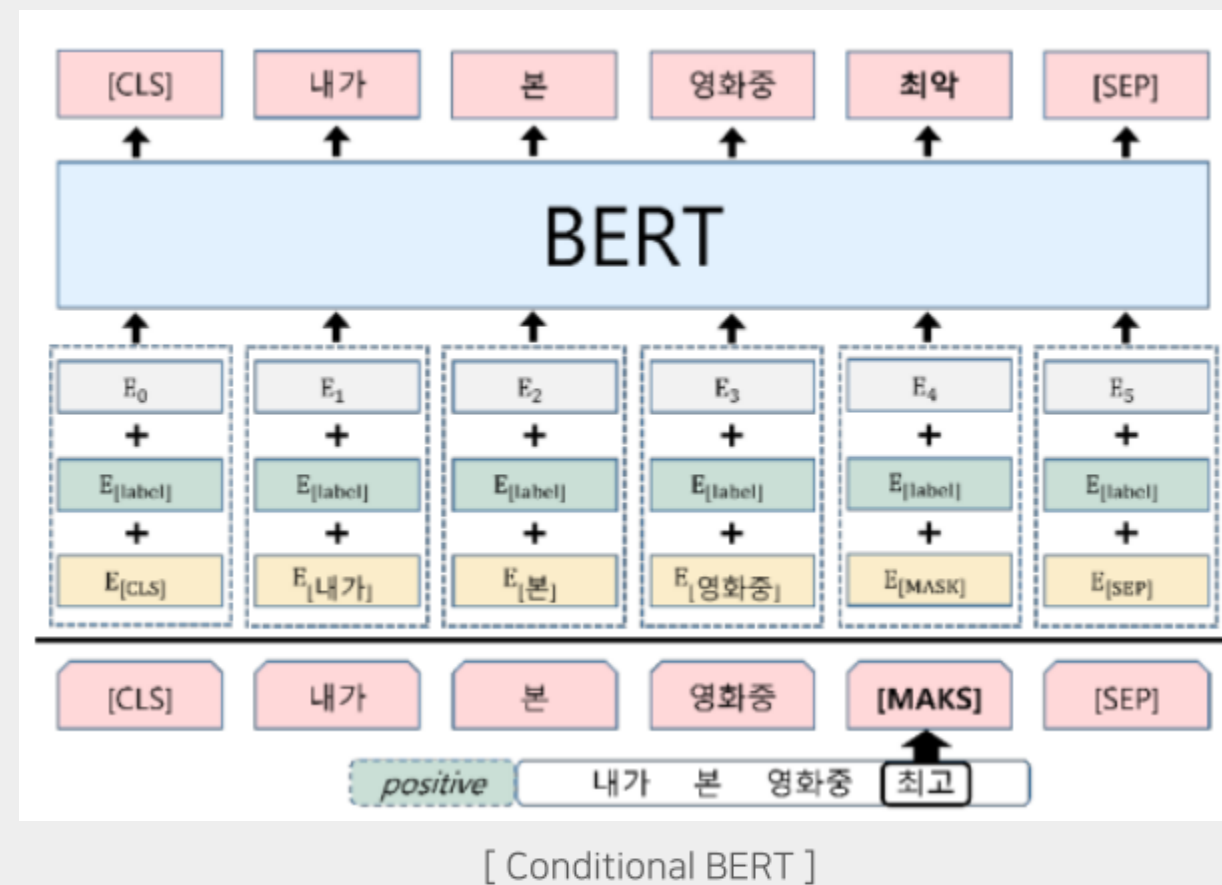 [CLS] 내가 본 영화중 최악 [SEP]
BERT
E0 E1 E2 E3 E4 E5
+ + + + + +
E[label] E[label] E[label] E[label] E[label] E[label]
+ + + + + +
E[CLS] E[내가] E[본] E[영화중] E[MASK] E[SEP]
[CLS] 내가 본 영화중 [MAKS] [SEP]
positive 내가 본 영화중 최고
[ Conditional BERT ]